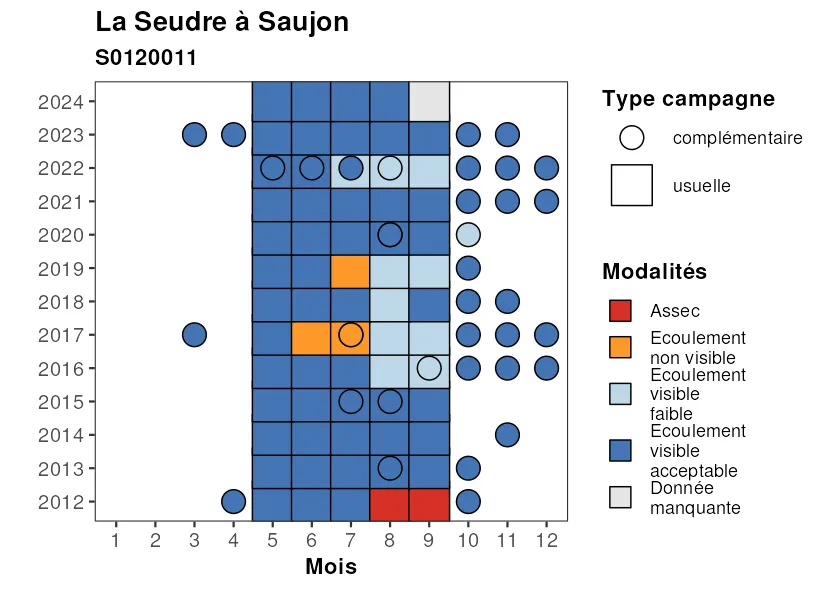 La Seudre à Saujon
S0120011
2024
2023
2022
2021
2020
2019
2018
2017
2016
2015
2014
2013
2012
1 2 3 4 5 6 7 8 9 10 11 12
Mois
Type campagne
complémentaire
usuelle
Modalités
Assec
Ecoulement
non visible
Ecoulement
visible
faible
Ecoulement
visible
acceptable
Donnée
manquante